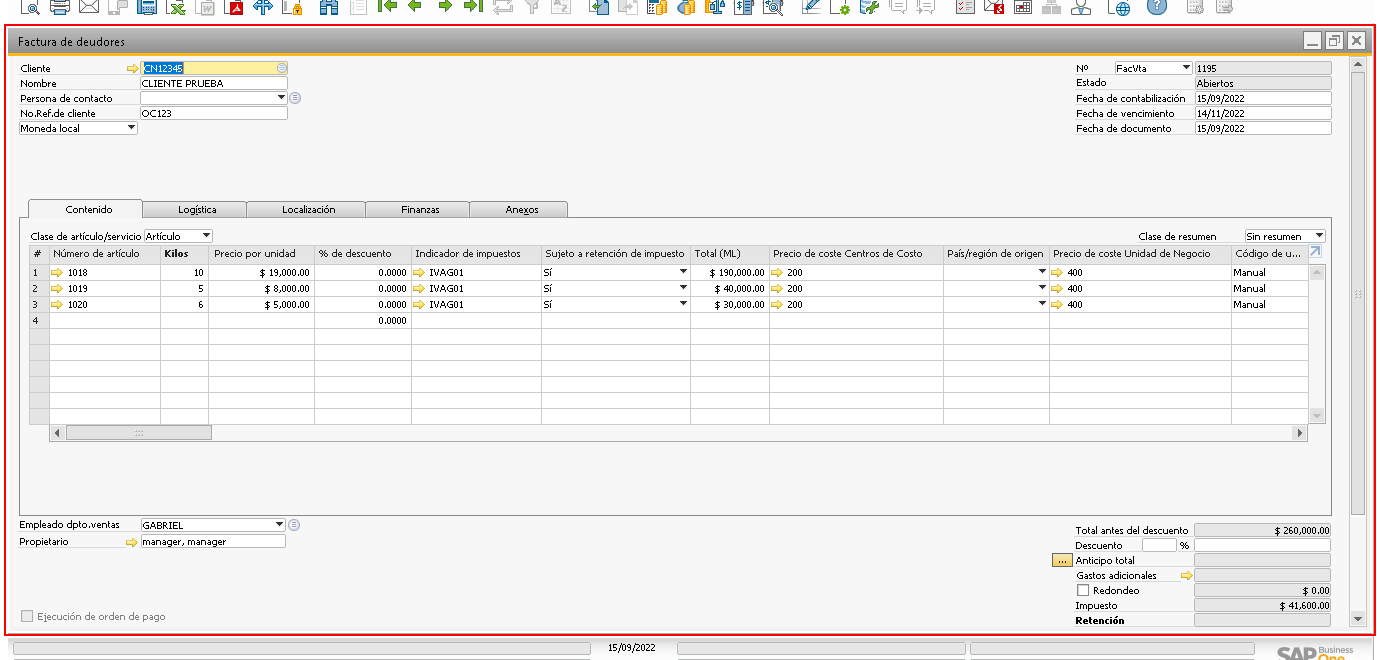 Factura de deudores
Cliente CN12345
Nombre CLIENTE PRUEBA
Persona de contacto
No.Ref.de cliente OC123
Moneda local
Nº FacVta 1195
Estado Abiertos
Fecha de contabilización 15/09/2022
Fecha de vencimiento 14/11/2022
Fecha de documento 15/09/2022
Contenido Logística Localización Finanzas Anexos
Clase de artículo/servicio Artículo Clase de resumen Sin resumen
# Número de artículo Kilos Precio por unidad % de descuento Indicador de impuestos Sujeto a retención de impuesto Total (ML) Precio de coste Centros de Costo País/región de origen Precio de coste Unidad de Negocio Código de u...
1 1018 10 $ 19,000.00 0.0000 IVAG01 Sí $ 190,000.00 200 400 Manual
2 1019 5 $ 8,000.00 0.0000 IVAG01 Sí $ 40,000.00 200 400 Manual
3 1020 6 $ 5,000.00 0.0000 IVAG01 Sí $ 30,000.00 200 400 Manual
4 0.0000
Empleado dpto.ventas GABRIEL
Propietario manager, manager
Total antes del descuento $ 260,000.00
Descuento %
... Anticipo total
Gastos adicionales
Redondeo $ 0.00
Impuesto $ 41,600.00
Retención
Ejecución de orden de pago
15/09/2022
SAP Business
One